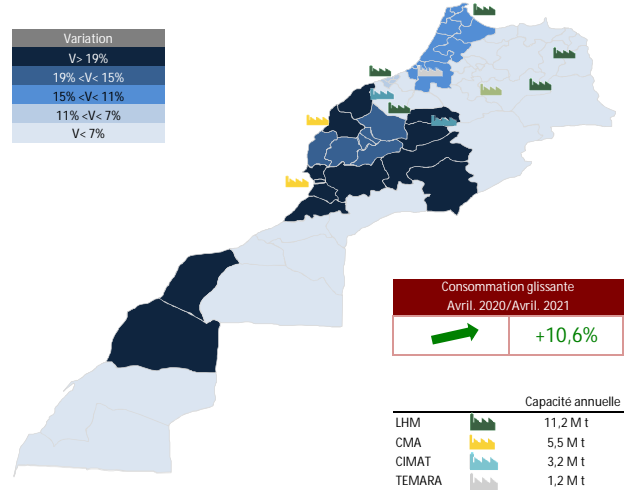 Variation
V> 19%
19% <V< 15%
15% <V< 11%
11% <V< 7%
V< 7%
Consommation glissante
Avril. 2020/Avril. 2021
+10,6%
Capacité annuelle
LHM 11,2 M t
CMA 5,5 M t
CIMAT 3,2 M t
TEMARA 1,2 M t